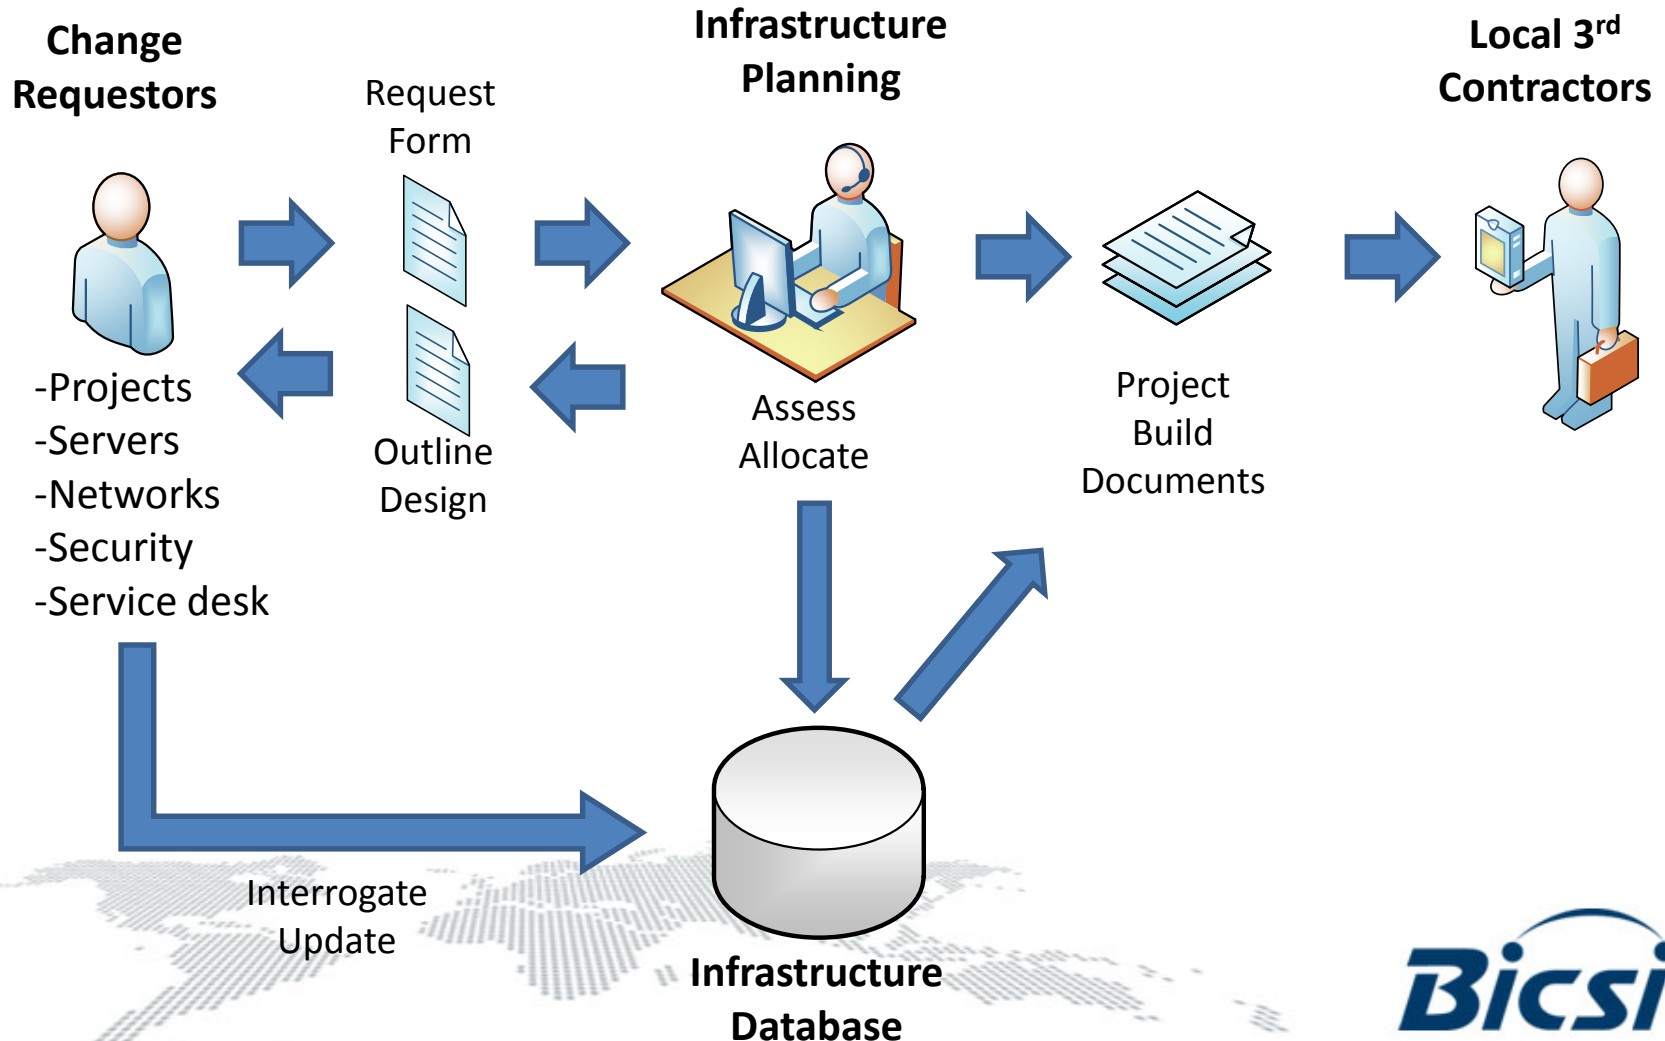 Change
Requestors
Request
Form
Infrastructure
Planning
Local 3rd
Contractors
-Projects
-Servers
-Networks
-Security
-Service desk
Outline
Design
Assess
Allocate
Project
Build
Documents
Interrogate
Update
Infrastructure
Database
Bicsi